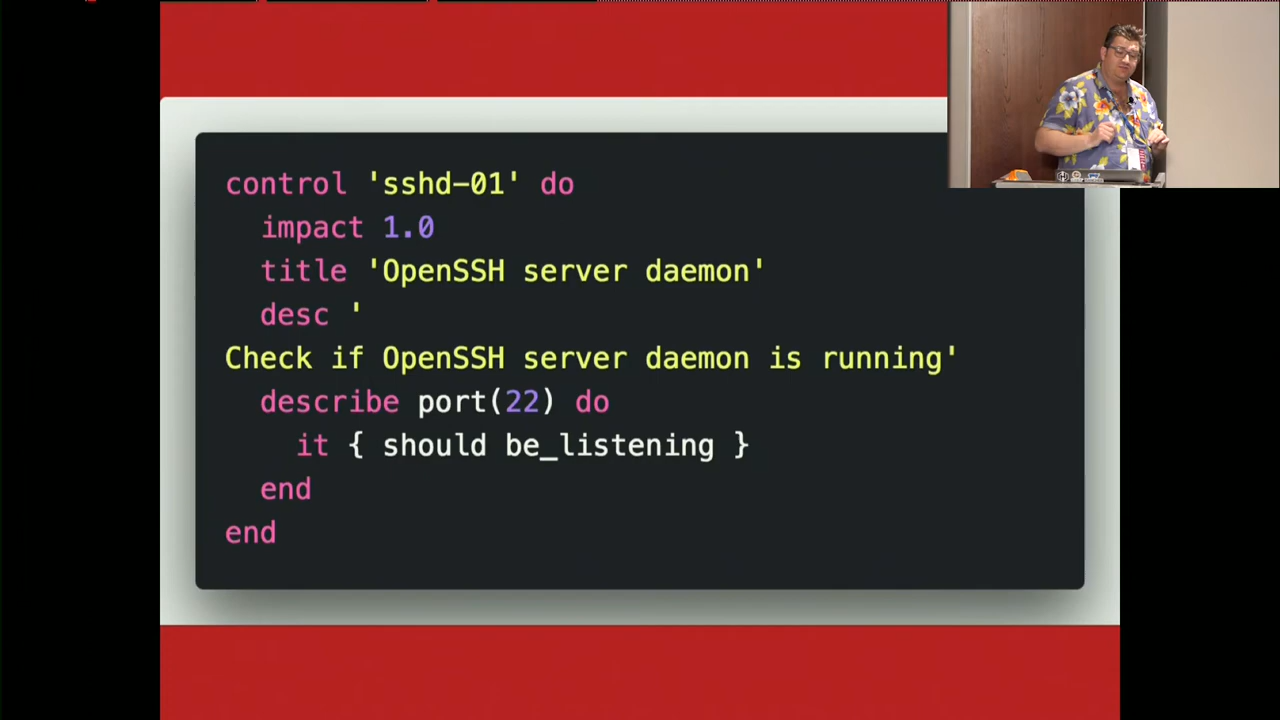 control 'sshd-01' do
impact 1.0
title 'OpenSSH server daemon'
desc '
Check if OpenSSH server daemon is running'
describe port(22) do
it { should be_listening }
end
end